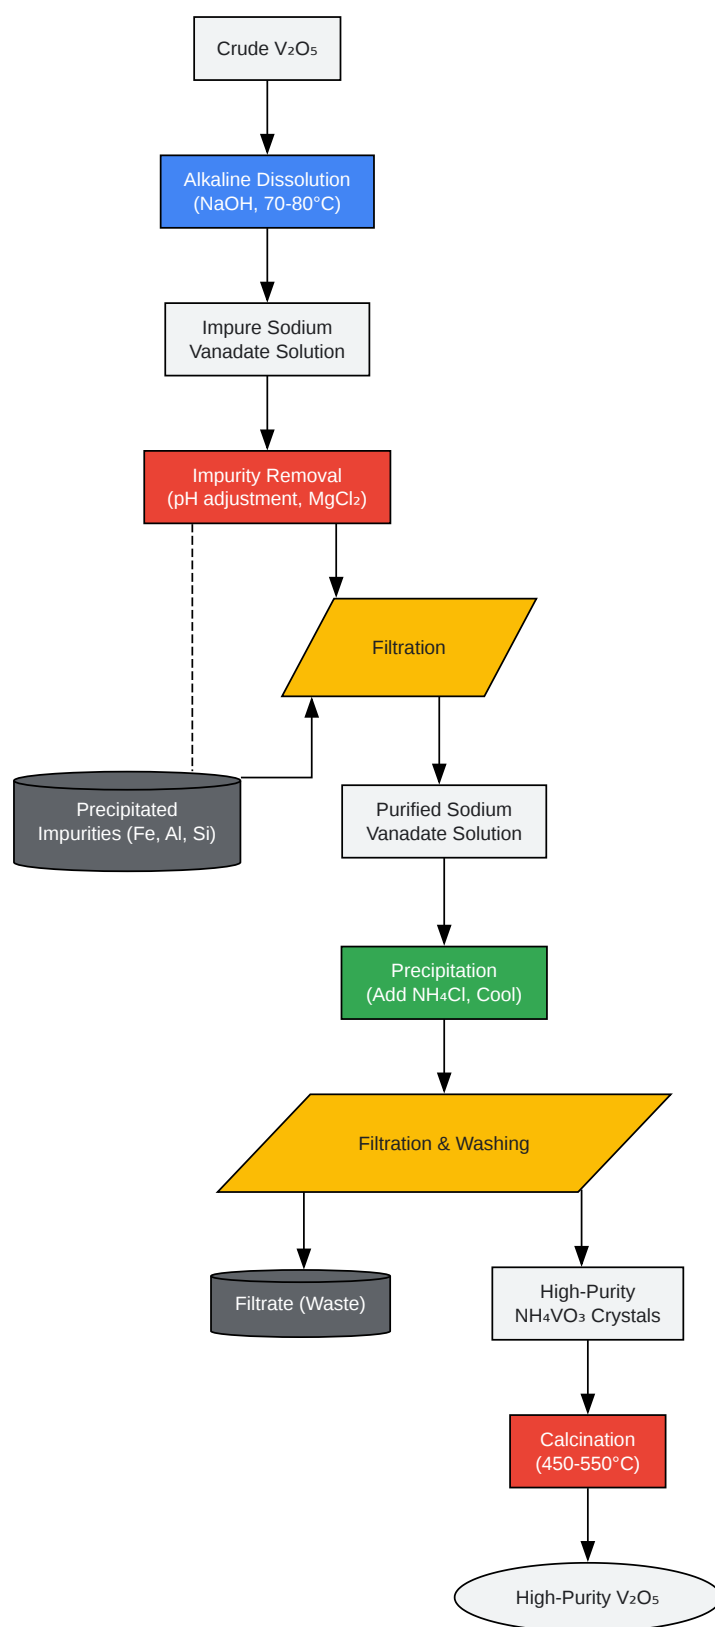 Crude V₂O₅
Alkaline Dissolution
(NaOH, 70-80°C)
Impure Sodium
Vanadate Solution
Impurity Removal
(pH adjustment, MgCl₂)
Filtration
Precipitated
Impurities (Fe, Al, Si)
Purified Sodium
Vanadate Solution
Precipitation
(Add NH₄Cl, Cool)
Filtration & Washing
Filtrate (Waste)
High-Purity
NH₄VO₃ Crystals
Calcination
(450-550°C)
High-Purity V₂O₅